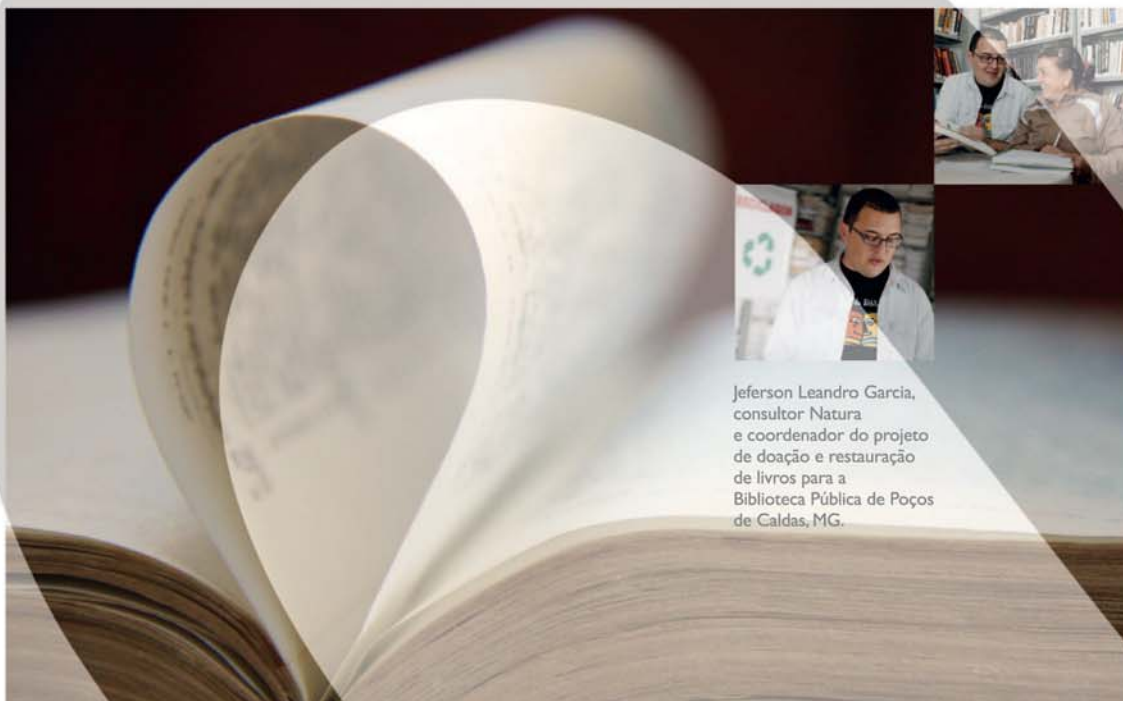 Jeferson Leandro Garcia,
consultor Natura
e coordenador do projeto
de doação e restauração
de livros para a
Biblioteca Pública de Poços
de Caldas, MG.